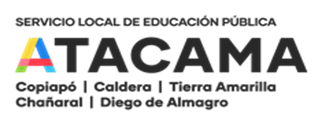 SERVICIO LOCAL DE EDUCACIÓN PÚBLICA
ATACAMA
Copiapó | Caldera | Tierra Amarilla
Chañaral | Diego de Almagro